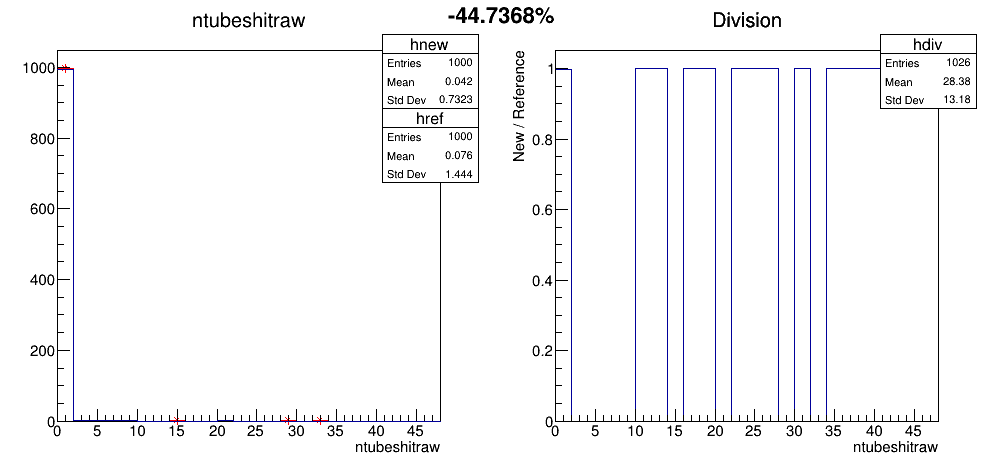 -44.7368%
ntubeshitraw
hnew
Entries 1000
Mean 0.042
Std Dev 0.7323
href
Entries 1000
Mean 0.076
Std Dev 1.444
1000
800
600
400
200
0
0 5 10 15 20 25 30 35 40 45
ntubeshitraw
Division
hdiv
Entries 1026
Mean 28.38
Std Dev 13.18
New / Reference
1
0.8
0.6
0.4
0.2
0
0 5 10 15 20 25 30 35 40 45
ntubeshitraw